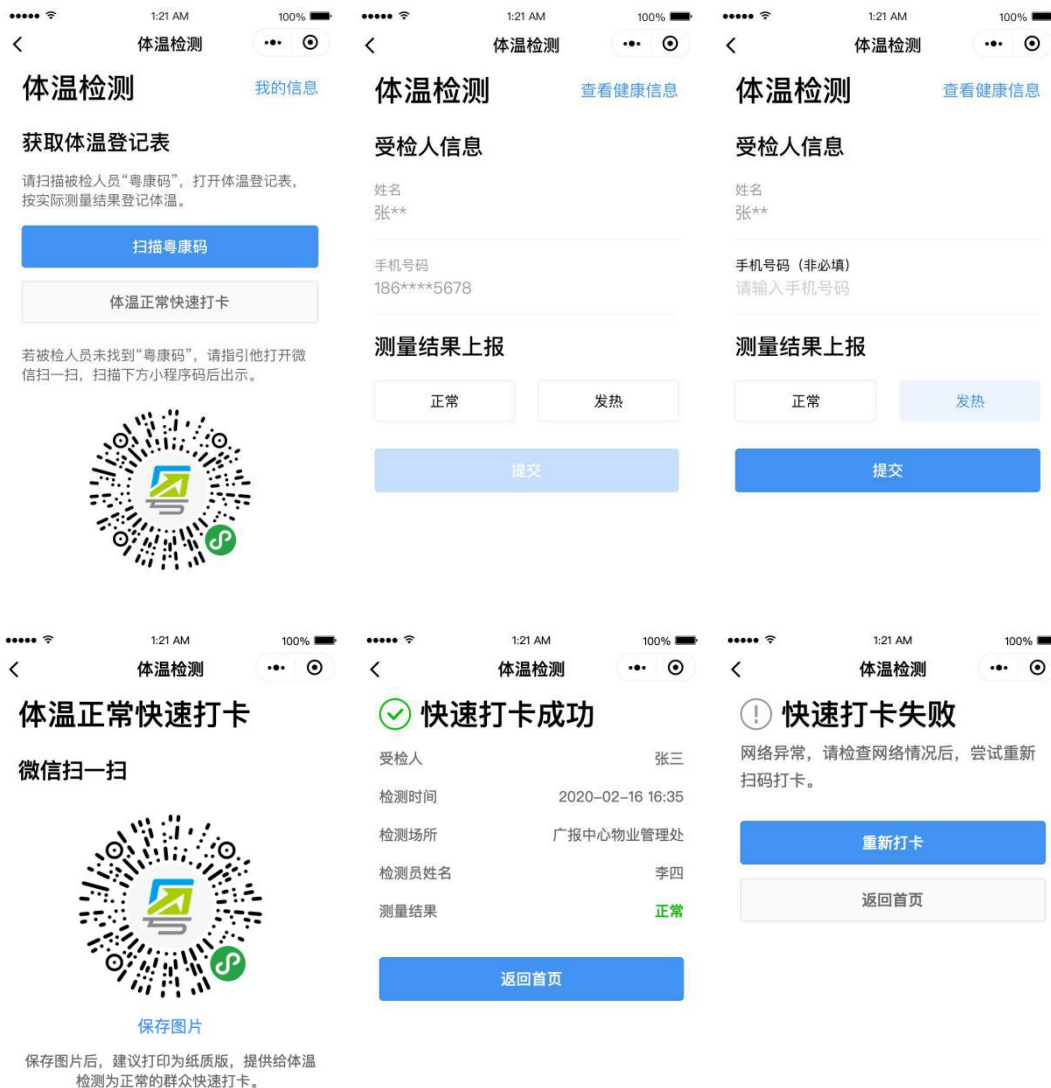 1:21 AM
100%
体温检测
体温检测
我的信息
获取体温登记表
请扫描被检人员“粤康码”，打开体温登记表，
按实际测量结果登记体温。
扫描粤康码
体温正常快速打卡
若被检人员未找到“粤康码”，请指引他打开微
信扫一扫，扫描下方小程序码后出示。
1:21 AM
100%
体温检测
体温检测
查看健康信息
受检人信息
姓名
张**
手机号码
186****5678
测量结果上报
正常
发热
提交
1:21 AM
100%
体温检测
体温检测
查看健康信息
受检人信息
姓名
张**
手机号码（非必填）
请输入手机号码
测量结果上报
正常
发热
提交
1:21 AM
100%
体温检测
体温正常快速打卡
微信扫一扫
保存图片
保存图片后，建议打印为纸质版，提供给体温
检测为正常的群众快速打卡。
1:21 AM
100%
体温检测
快速打卡成功
受检人
张三
检测时间
2020-02-16 16:35
检测场所
广报中心物业管理处
检测员姓名
李四
测量结果
正常
返回首页
1:21 AM
100%
体温检测
快速打卡失败
网络异常，请检查网络情况后，尝试重新
扫码打卡。
重新打卡
返回首页